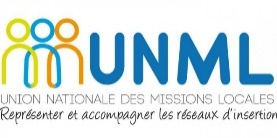 UNML
UNION NATIONALE DES MISSIONS LOCALES
Représenter et accompagner les réseaux d'insertion